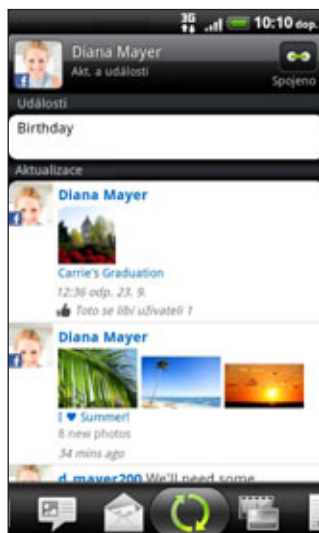 3G 10:10 dop.
Diana Mayer
Akt. a události
Spojeno
Události
Birthday
Aktualizace
Diana Mayer
Carrie's Graduation
12:36 odp. 23. 9.
Toto se líbí uživateli 1
Diana Mayer
I ♥ Summer!
8 new photos
34 mins ago
d.mayer200 We'll need some